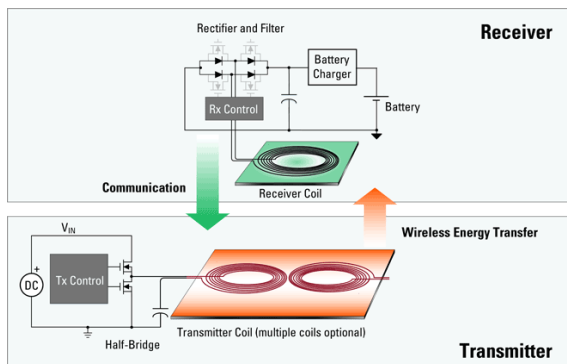 Rectifier and Filter
Receiver
Battery
Charger
Battery
Rx Control
Communication
Receiver Coil
Wireless Energy Transfer
VIN
Tx Control
DC
+
Transmitter Coil (multiple coils optional)
Half-Bridge
Transmitter